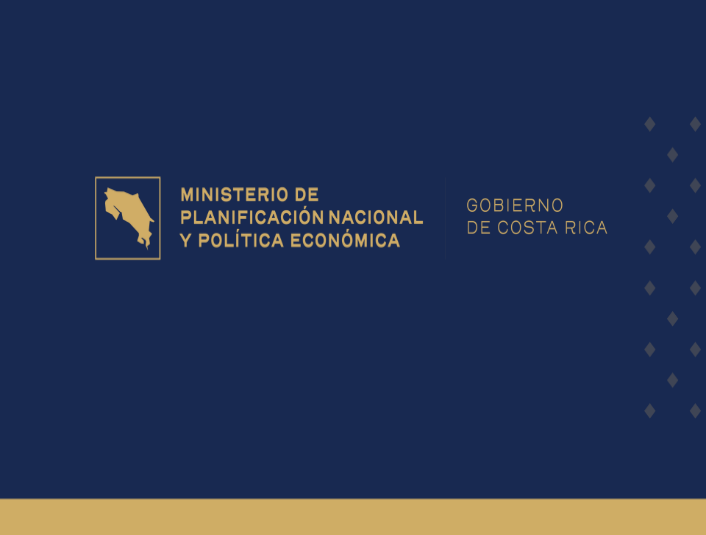 MINISTERIO DE
PLANIFICACIÓN NACIONAL
Y POLÍTICA ECONÓMICA
GOBIERNO
DE COSTA RICA